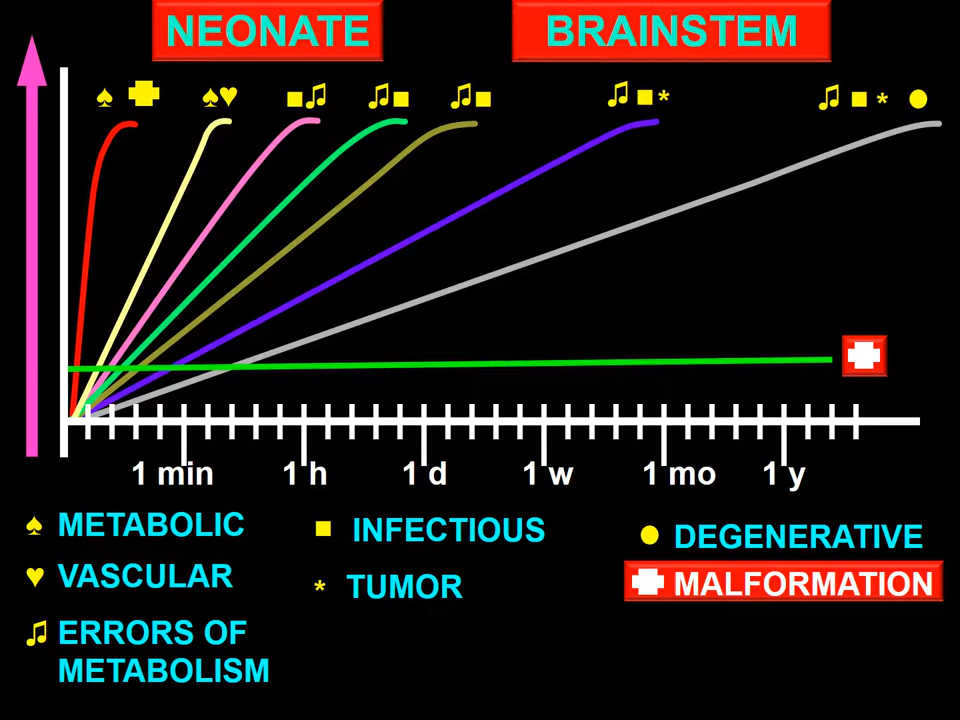 NEONATE
BRAINSTEM
♠ ✚ ♠♥ ■♫ ♫■ ♫■ ♫■* ♫■*●
1 min 1 h 1 d 1 w 1 mo 1 y
♠ METABOLIC
♥ VASCULAR
♫ ERRORS OF
METABOLISM
■ INFECTIOUS
* TUMOR
● DEGENERATIVE
✚ MALFORMATION